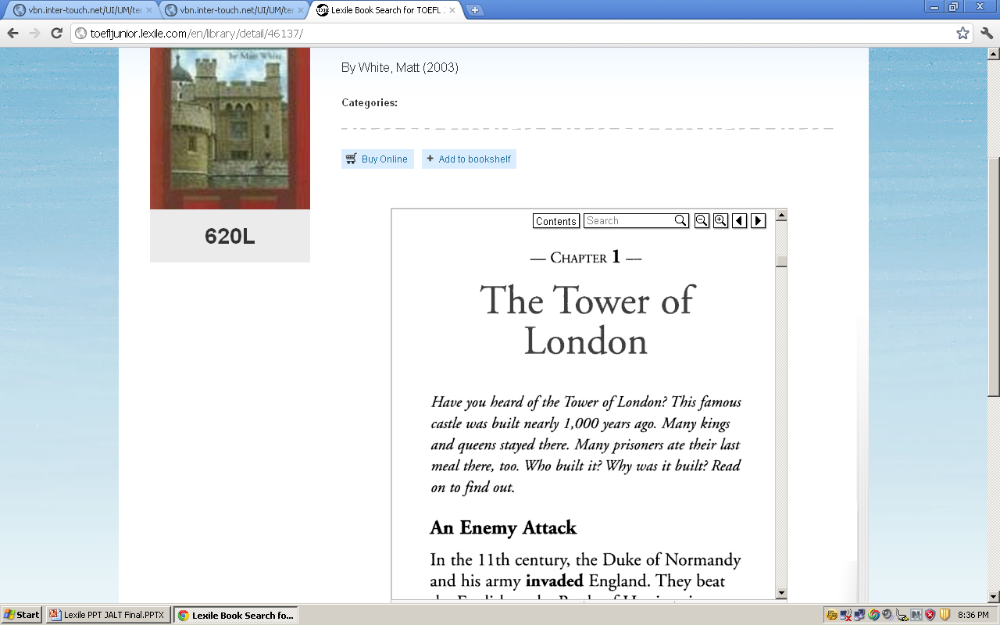 vbn.inter-touch.net/UI/UM/ter
vbn.inter-touch.net/UI/UM/ter
Lexile Book Search for TOEFL
toefljunior.lexile.com/en/library/detail/46137/
by Matt White
By White, Matt (2003)
Categories:
Buy Online
Add to bookshelf
620L
Contents
Search
— CHAPTER 1 —
The Tower of
London
Have you heard of the Tower of London? This famous
castle was built nearly 1,000 years ago. Many kings
and queens stayed there. Many prisoners ate their last
meal there, too. Who built it? Why was it built? Read
on to find out.
An Enemy Attack
In the 11th century, the Duke of Normandy
and his army invaded England. They beat
Start
Lexile PPT JALT Final.PPTX
Lexile Book Search fo...
8:36 PM